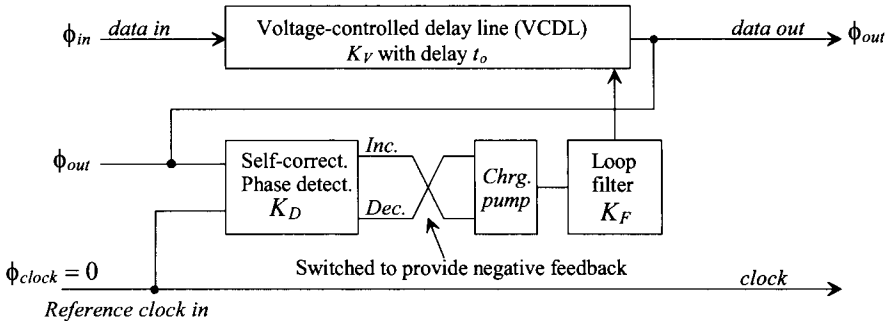 ϕin data in
Voltage-controlled delay line (VCDL)
KV with delay to
data out ϕout
ϕout
Self-correct.
Phase detect.
KD
Inc.
Dec.
Chrg.
pump
Loop
filter
KF
Switched to provide negative feedback
ϕclock = 0
clock
Reference clock in